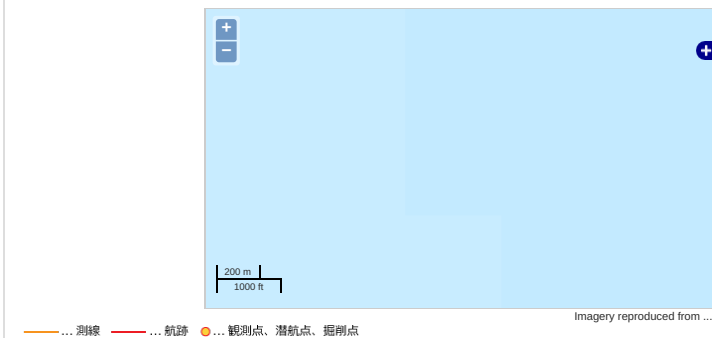 +
−
+
200 m
1000 ft
Imagery reproduced from ...
... 測線 ... 航跡 ... 観測点、潜航点、掘削点